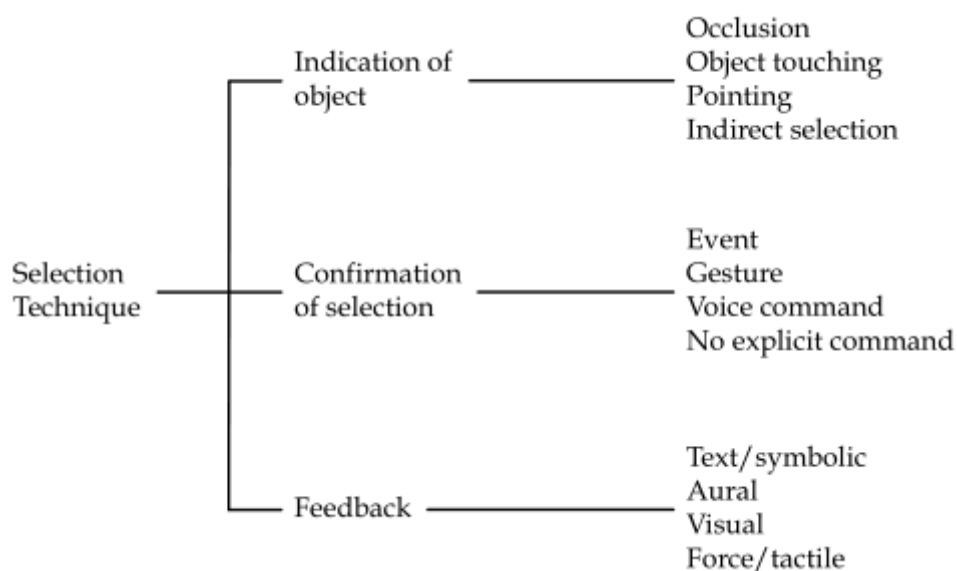 Selection
Technique
Indication of
object
Occlusion
Object touching
Pointing
Indirect selection
Confirmation
of selection
Event
Gesture
Voice command
No explicit command
Feedback
Text/symbolic
Aural
Visual
Force/tactile